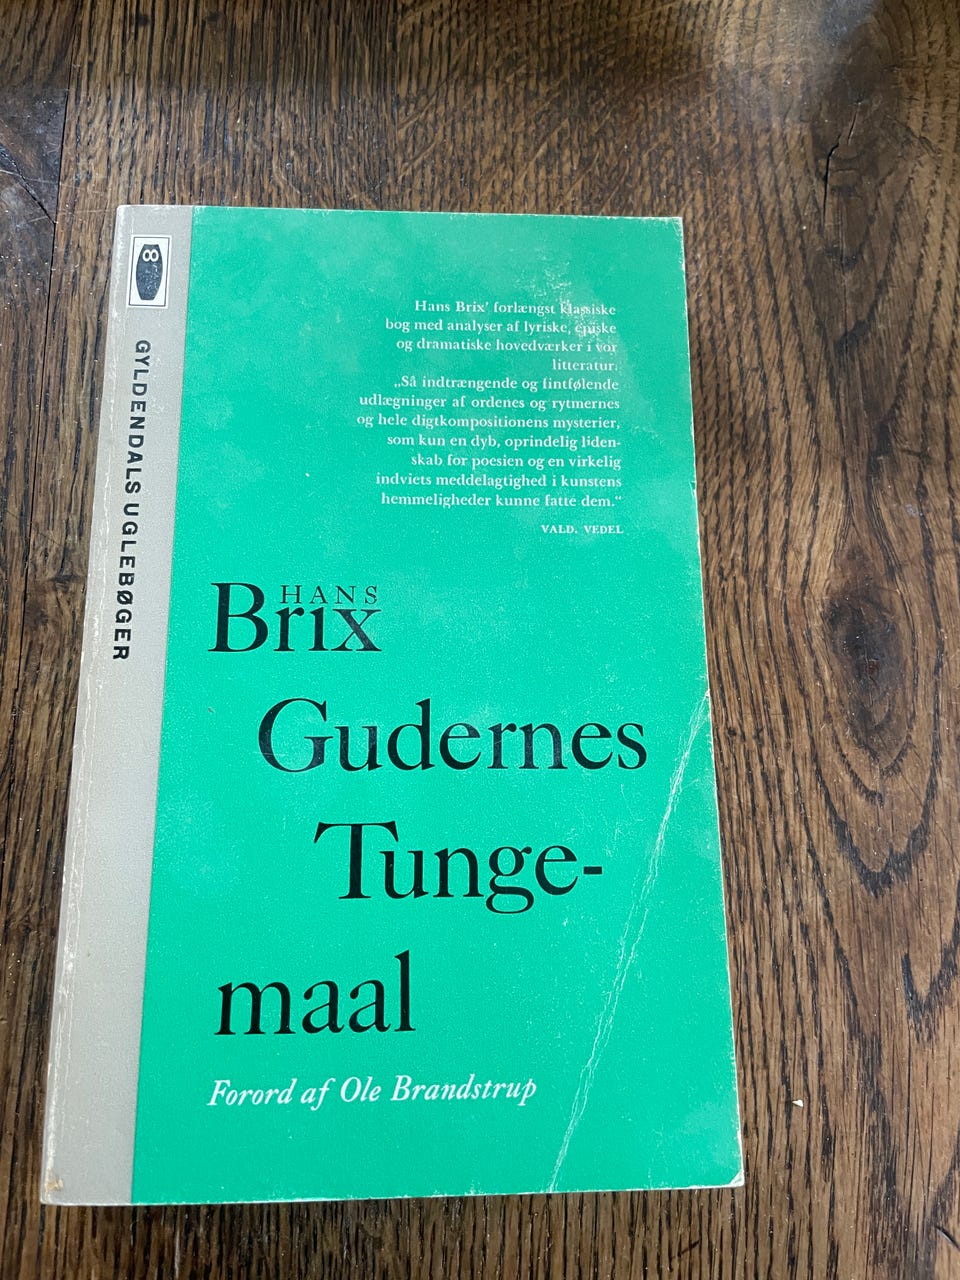 GYLDENDALS UGLEBØGER
Hans Brix' forlængst klassiske
bog med analyser af lyriske, episke
og dramatiske hovedværker i vor
litteratur.
„Så indtrængende og fintfølende
udlægninger af ordenes og rytmernes
og hele digtkompositionens mysterier,
som kun en dyb, oprindelig liden-
skab for poesien og en virkelig
indviets meddelagtighed i kunstens
hemmeligheder kunne fatte dem.“
VALD. VEDEL
HANS
Brix
Gudernes
Tunge-
maal
Forord af Ole Brandstrup